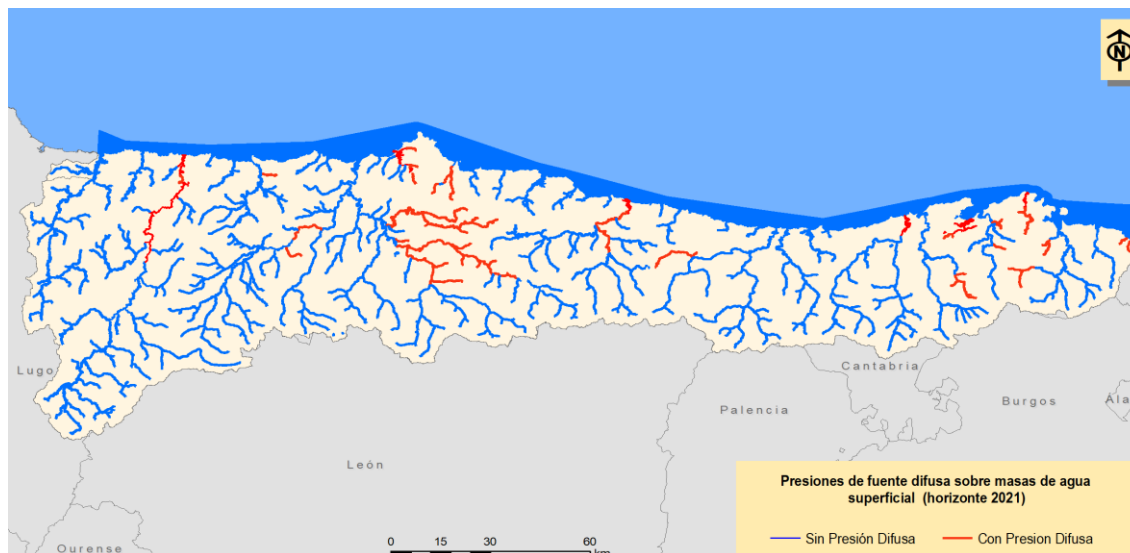 N
Lugo
Cantabria
Palencia
Burgos
Ála
León
Ourense
0 15 30 60
km
Presiones de fuente difusa sobre masas de agua
superficial (horizonte 2021)
Sin Presión Difusa
Con Presion Difusa